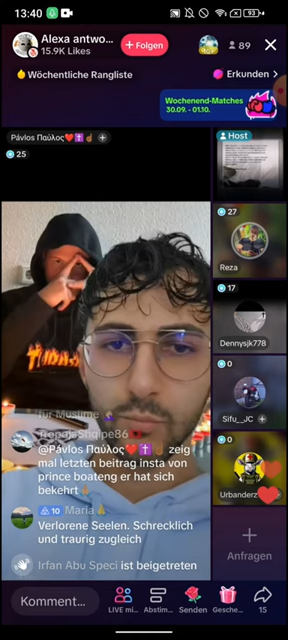 13:40
93
Alexa antwo...
15.9K Likes
+ Folgen
89
Wöchentliche Rangliste
Erkunden >
Wochenend-Matches
30.09. - 01.10.
Pávlos Παύλος❤️✝️☝🏽 +
25
Host
27
Reza
17
Dennysjk778
0
Sifu__JC
0
Urbanderz
für Muslime
TropojaShqipe86
@Pávlos Παύλος❤️✝️☝🏽 zeig
mal letzten beitrag insta von
prince boateng er hat sich
bekehrt🙏🏽
10 Maria🙏
Verlorene Seelen. Schrecklich
und traurig zugleich
Irfan Abu Speci ist beigetreten
+
Anfragen
Komment...
LIVE mi...
Abstim...
Senden
Gesche...
15